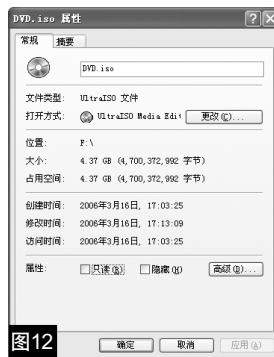 DVD.iso 属性
常规 摘要
DVD.iso
文件类型: UltraISO 文件
打开方式: UltraISO Media Edi 更改(C)...
位置: F:\
大小: 4.37 GB (4,700,372,992 字节)
占用空间: 4.37 GB (4,700,372,992 字节)
创建时间: 2006年3月16日, 17:03:25
修改时间: 2006年3月16日, 17:13:09
访问时间: 2006年3月16日, 17:03:25
属性: 只读(R) 隐藏(H) 高级(D)...
图12 确定 取消 应用(A)